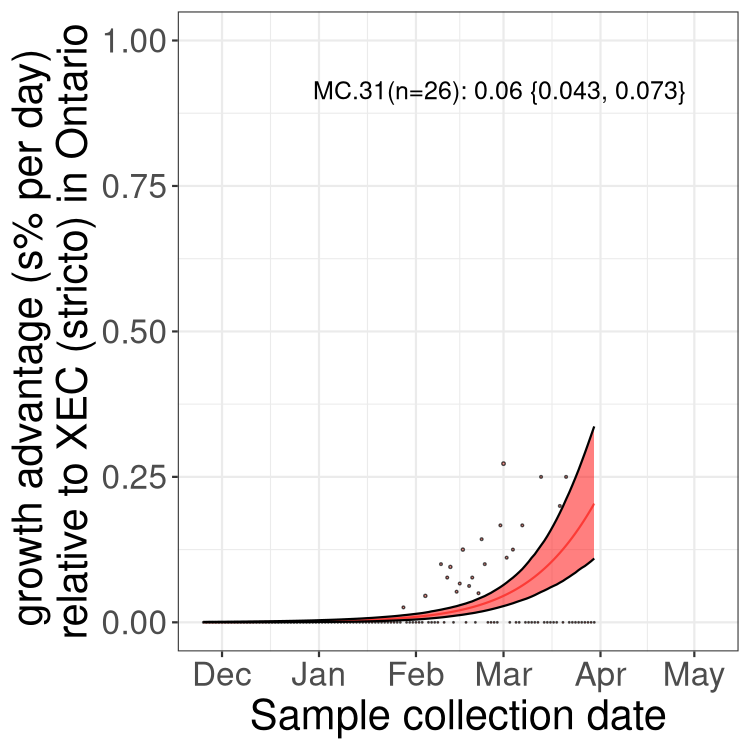 growth advantage (s% per day)
relative to XEC (stricto) in Ontario
1.00
0.75
0.50
0.25
0.00
MC.31(n=26): 0.06 {0.043, 0.073}
Dec Jan Feb Mar Apr May
Sample collection date